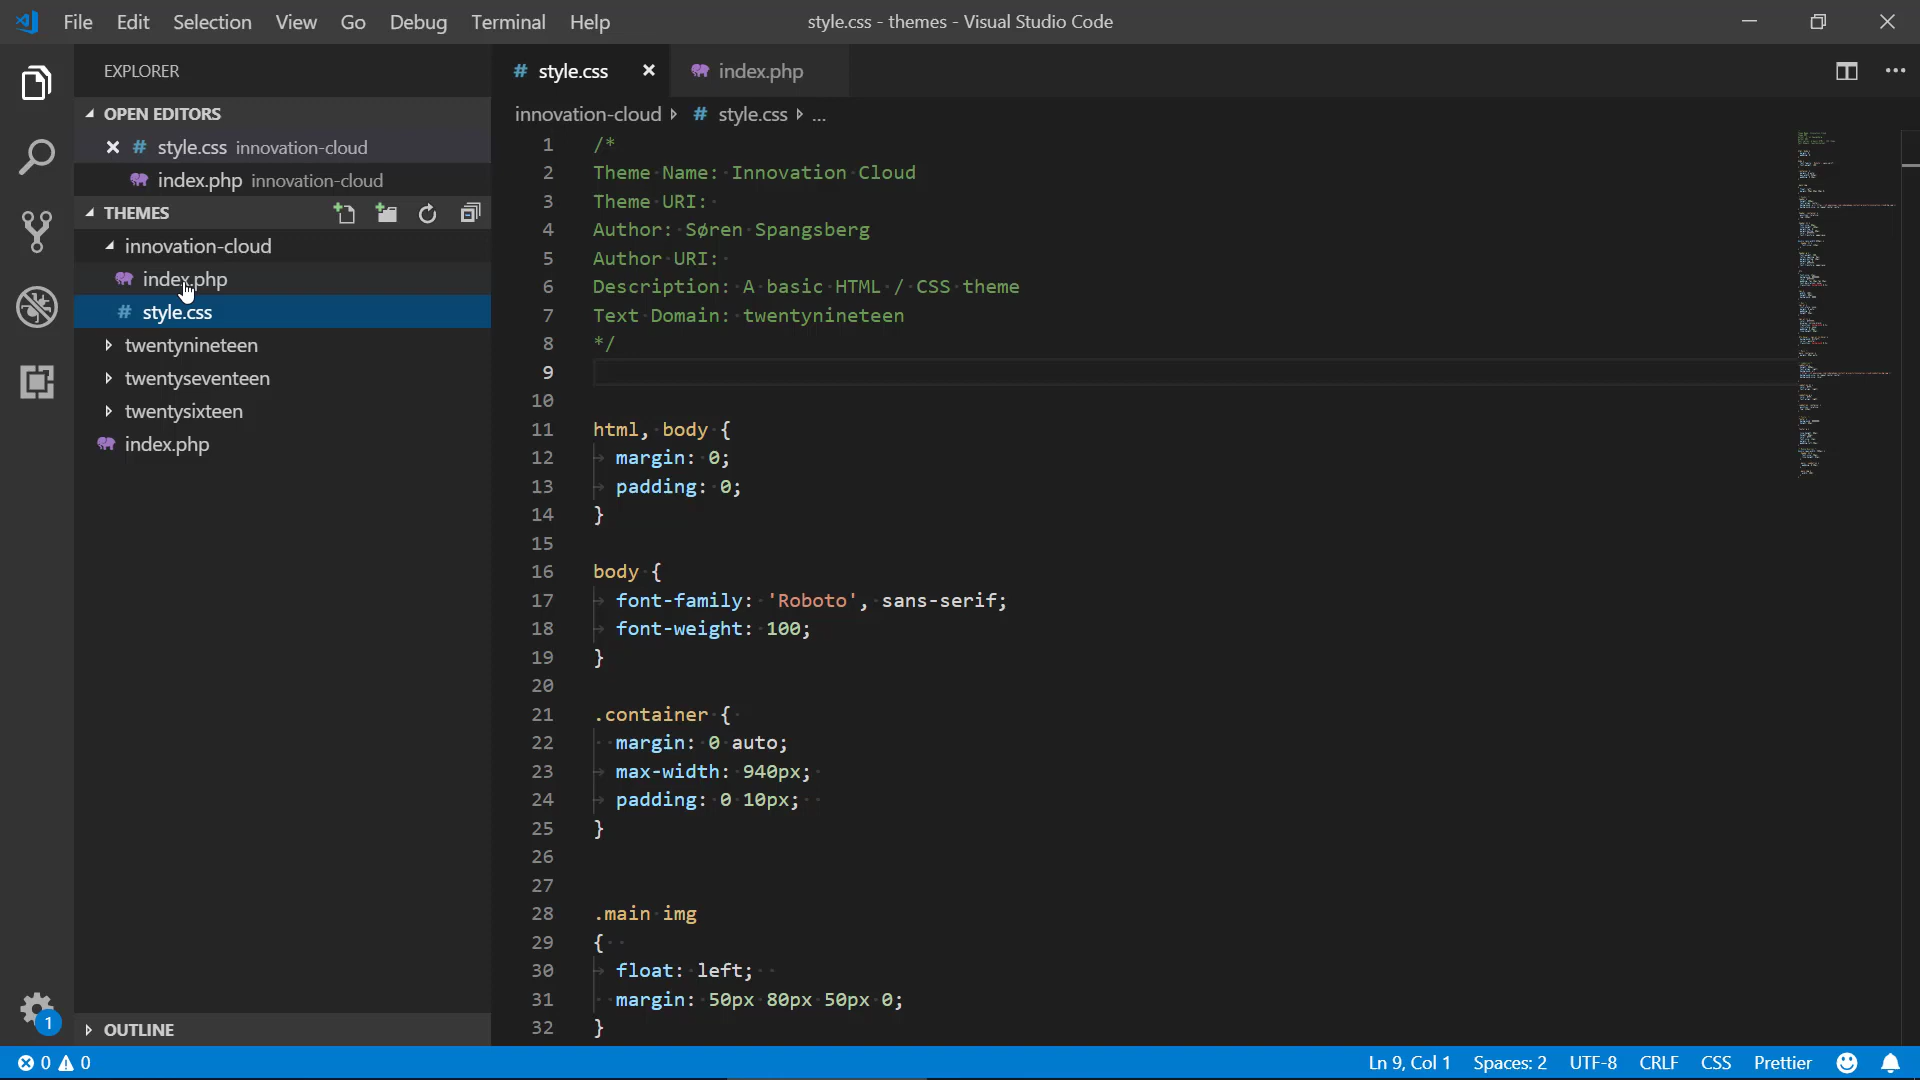 File Edit Selection View Go Debug Terminal Help
style.css - themes - Visual Studio Code
EXPLORER
OPEN EDITORS
style.css innovation-cloud
index.php innovation-cloud
THEMES
innovation-cloud
index.php
style.css
twentynineteen
twentyseventeen
twentysixteen
index.php
OUTLINE
1
# style.css index.php
innovation-cloud # style.css ...
1 /*
2 Theme Name: Innovation Cloud
3 Theme URI:
4 Author: Søren Spangsberg
5 Author URI:
6 Description: A basic HTML / CSS theme
7 Text Domain: twentynineteen
8 */
9
10
11 html, body {
12 margin: 0;
13 padding: 0;
14 }
15
16 body {
17 font-family: 'Roboto', sans-serif;
18 font-weight: 100;
19 }
20
21 .container {
22 margin: 0 auto;
23 max-width: 940px;
24 padding: 0 10px;
25 }
26
27
28 .main img
29 {
30 float: left;
31 margin: 50px 80px 50px 0;
32 }
0 0 Ln 9, Col 1 Spaces: 2 UTF-8 CRLF CSS Prettier